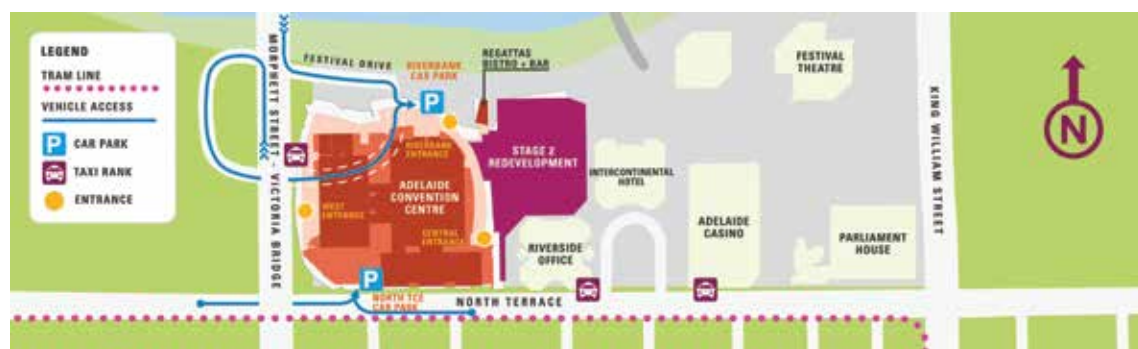 LEGEND
TRAM LINE
VEHICLE ACCESS
P
CAR PARK
TAXI RANK
ENTRANCE
MORPHETT STREET - VICTORIA BRIDGE
FESTIVAL DRIVE
RIVERBANK
CAR PARK
P
REGATTAS
BISTRO + BAR
RIVERBANK
ENTRANCE
STAGE 2
REDEVELOPMENT
ADELAIDE
CONVENTION
CENTRE
WEST
ENTRANCE
CENTRAL
ENTRANCE
P
NORTH TCE
CAR PARK
NORTH TERRACE
INTERCONTINENTAL
HOTEL
RIVERSIDE
OFFICE
ADELAIDE
CASINO
FESTIVAL
THEATRE
PARLIAMENT
HOUSE
KING WILLIAM STREET
N